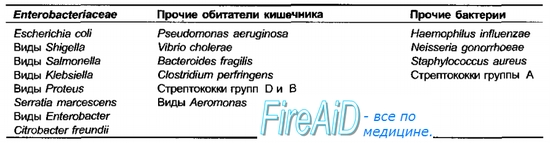 Enterobacteriaceae Прочие обитатели кишечника Прочие бактерии
Escherichia coli Pseudomonas aeruginosa Haemophilus influenzae
Виды Shigella Vibrio cholerae Neisseria gonorrhoeae
Виды Salmonella Bacteroides fragilis Staphylococcus aureus
Виды Klebsiella Clostridium perfringens Стрептококки группы A
Виды Proteus Стрептококки групп D и B
Serratia marcescens Виды Aeromonas
Виды Enterobacter
Citrobacter freundii
FireAiD - все по
медицине.